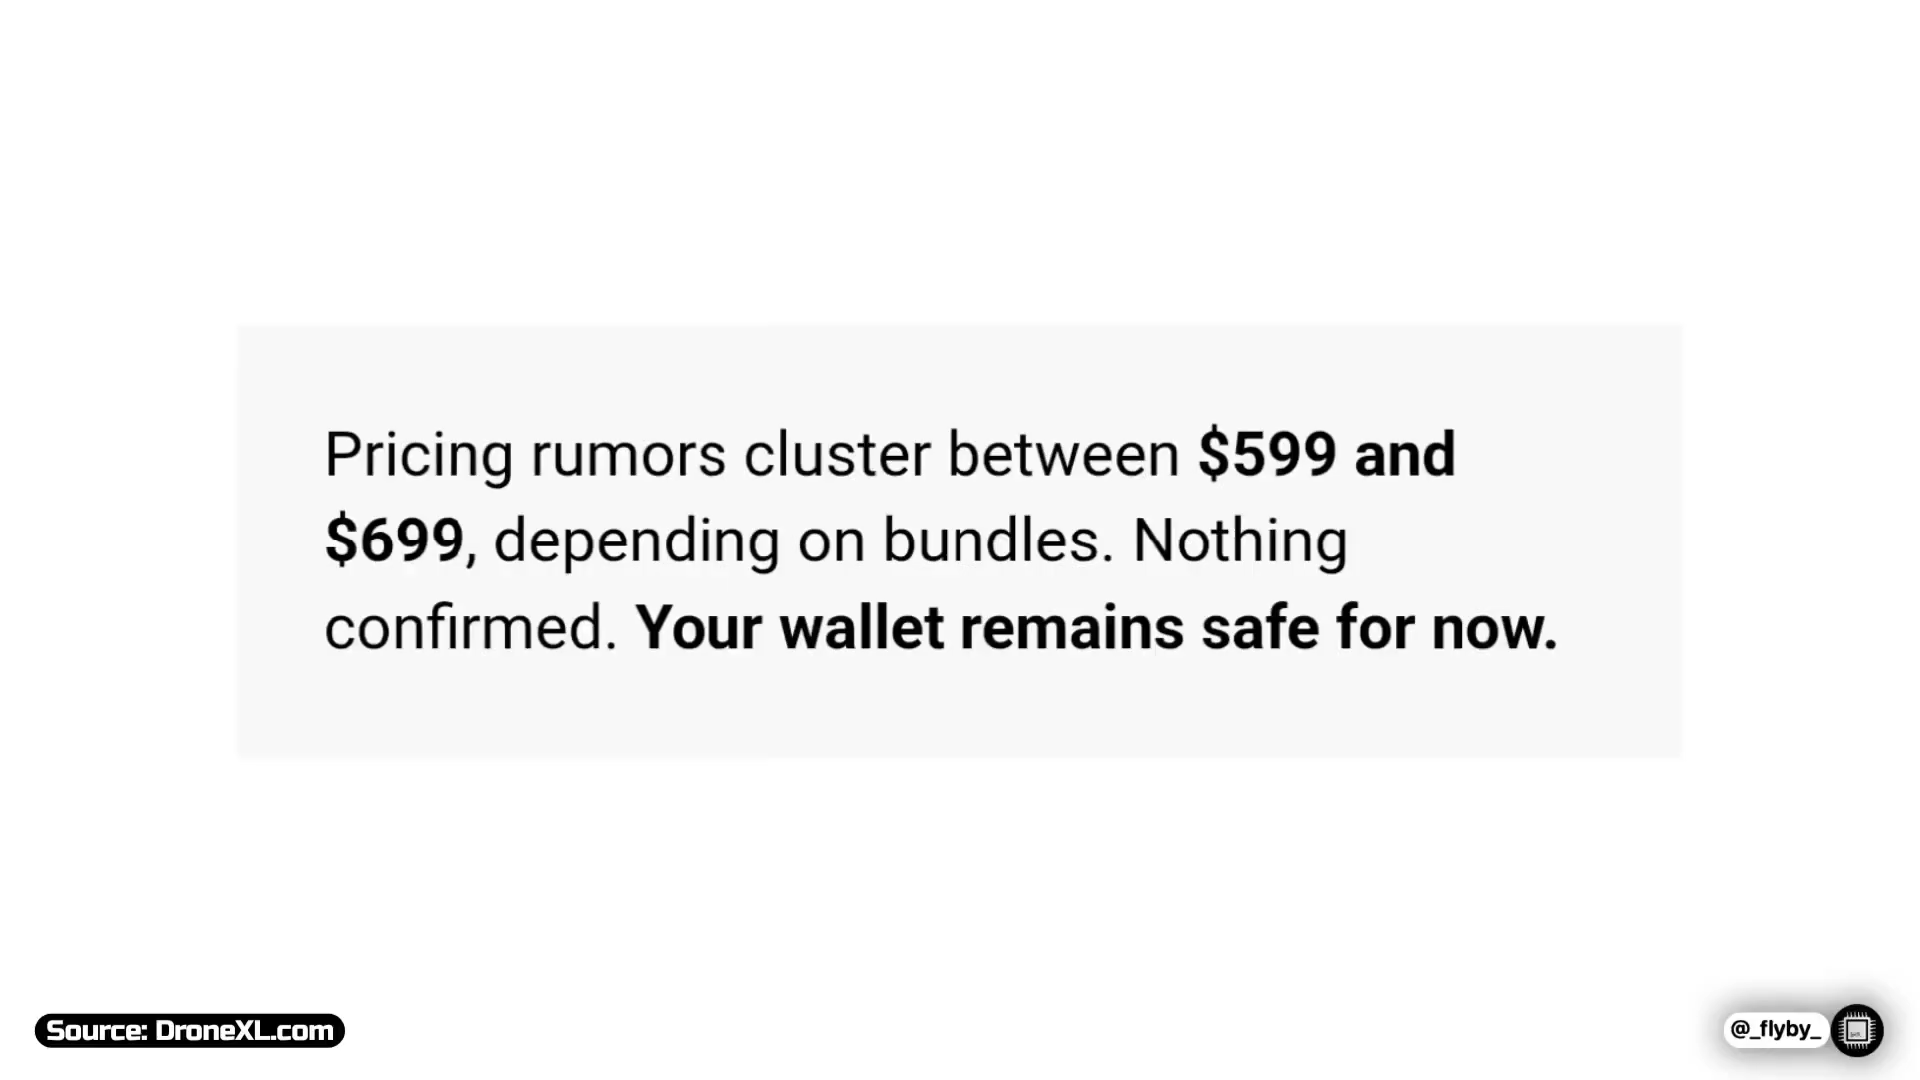 Pricing rumors cluster between $599 and
$699, depending on bundles. Nothing
confirmed. Your wallet remains safe for now.
Source: DroneXL.com
@_flyby_